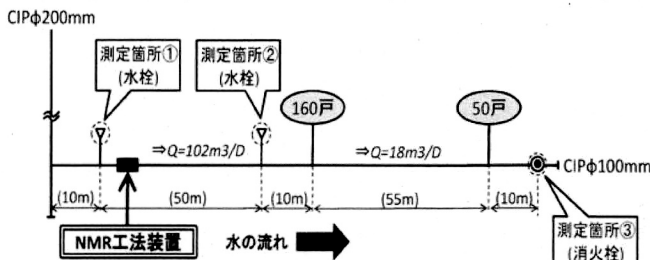 CIPφ200mm
測定箇所①
(水栓)
測定箇所②
(水栓)
160戸
50戸
⇒Q=102m3/D
⇒Q=18m3/D
CIPφ100mm
(10m)
(50m)
(10m)
(55m)
(10m)
NMR工法装置
水の流れ
測定箇所③
(消火栓)